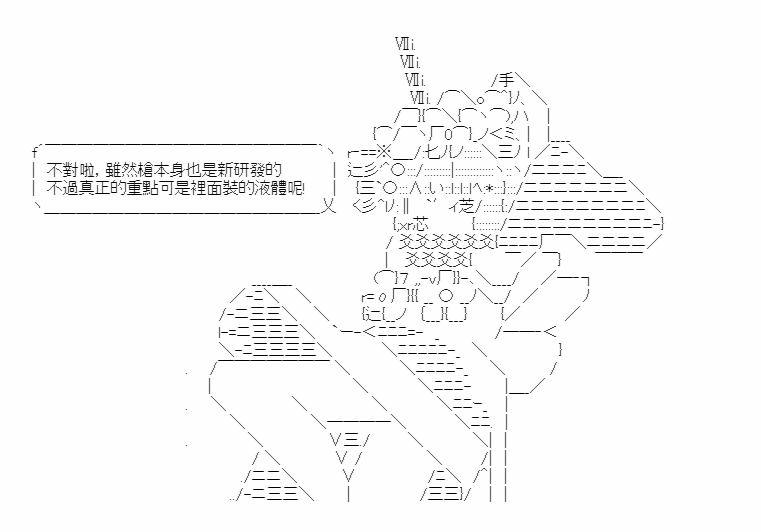 不對啦，雖然槍本身也是新研發的
不過真正的重點可是裡面裝的液體呢!